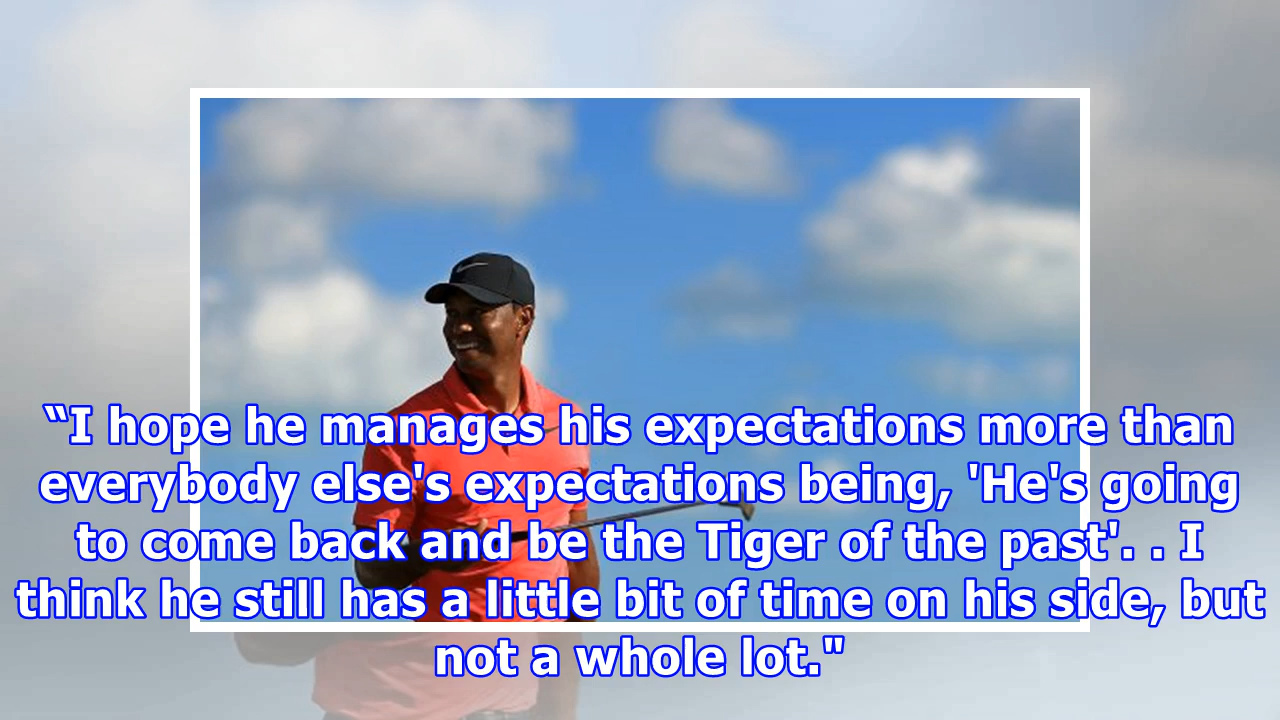 “I hope he manages his expectations more than
everybody else's expectations being, 'He's going
to come back and be the Tiger of the past'. . I
think he still has a little bit of time on his side, but
not a whole lot."